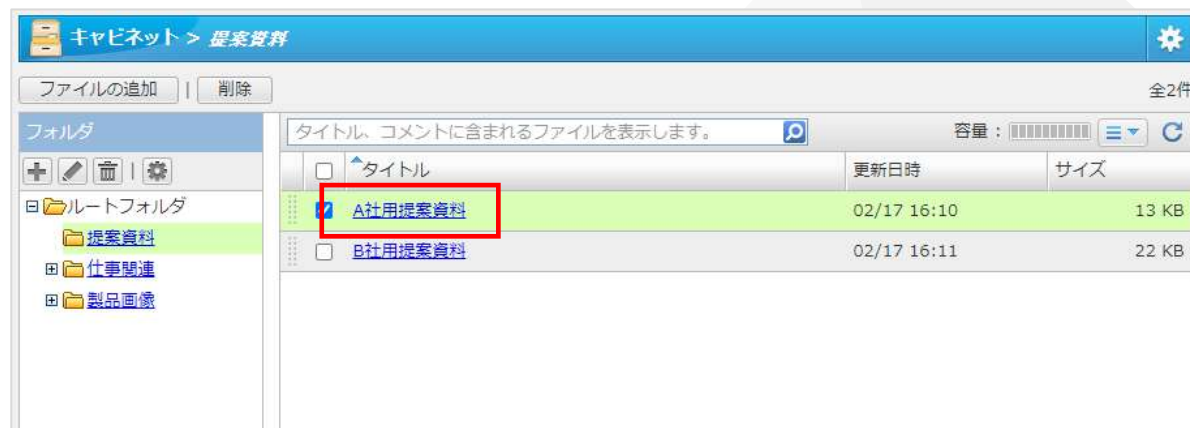 キャビネット > 提案資料
ファイルの追加 | 削除
全2件
フォルダ
タイトル、コメントに含まれるファイルを表示します。
容量：
タイトル 更新日時 サイズ
ルートフォルダ
提案資料
仕事関連
製品画像
A社用提案資料 02/17 16:10 13 KB
B社用提案資料 02/17 16:11 22 KB